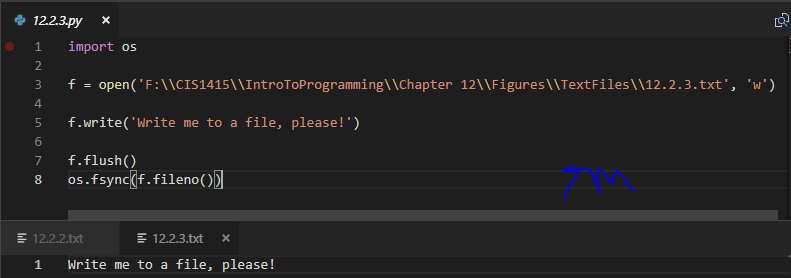 12.2.3.py ×
1 import os
2
3 f = open('F:\\CIS1415\\IntroToProgramming\\Chapter 12\\Figures\\TextFiles\\12.2.3.txt', 'w')
4
5 f.write('Write me to a file, please!')
6
7 f.flush()
8 os.fsync(f.fileno())
12.2.2.txt 12.2.3.txt ×
1 Write me to a file, please!